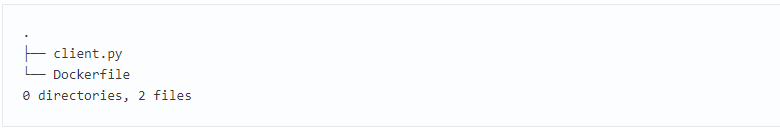 .
├── client.py
└── Dockerfile
0 directories, 2 files